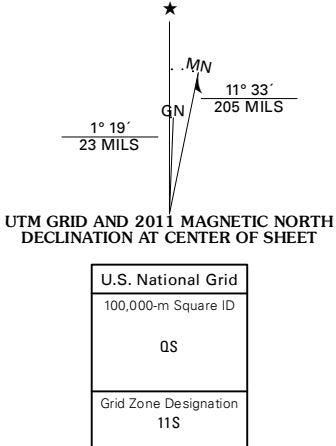 ★
MN
GN
11° 33´
205 MILS
1° 19´
23 MILS
UTM GRID AND 2011 MAGNETIC NORTH
DECLINATION AT CENTER OF SHEET
U.S. National Grid
100,000-m Square ID
QS
Grid Zone Designation
11S